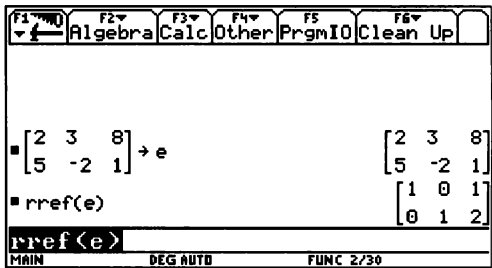 F1 F2 Algebra F3 Calc F4 Other F5 PrgmIO F6 Clean Up
[2 3 8] [2 3 8]
[5 -2 1] → e [5 -2 1]
rref(e) [1 0 1]
[0 1 2]
rref(e)
MAIN DEG AUTO FUNC 2/30